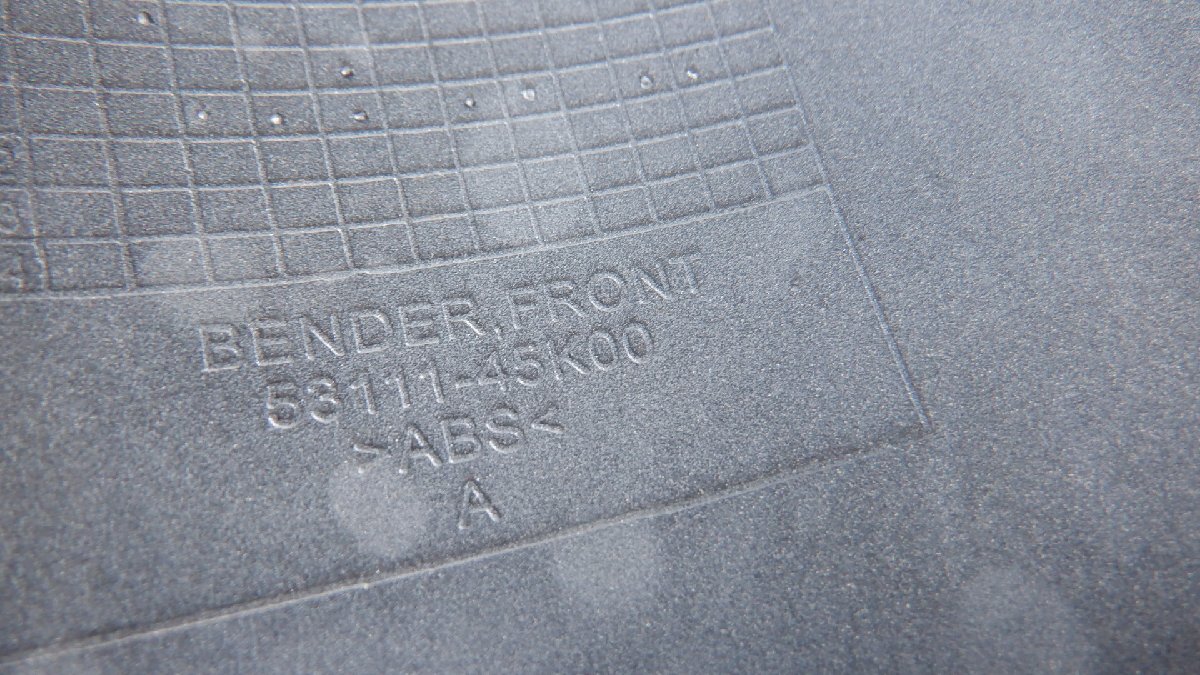 BENDER,FRONT
53111-45K00
>ABS<
A